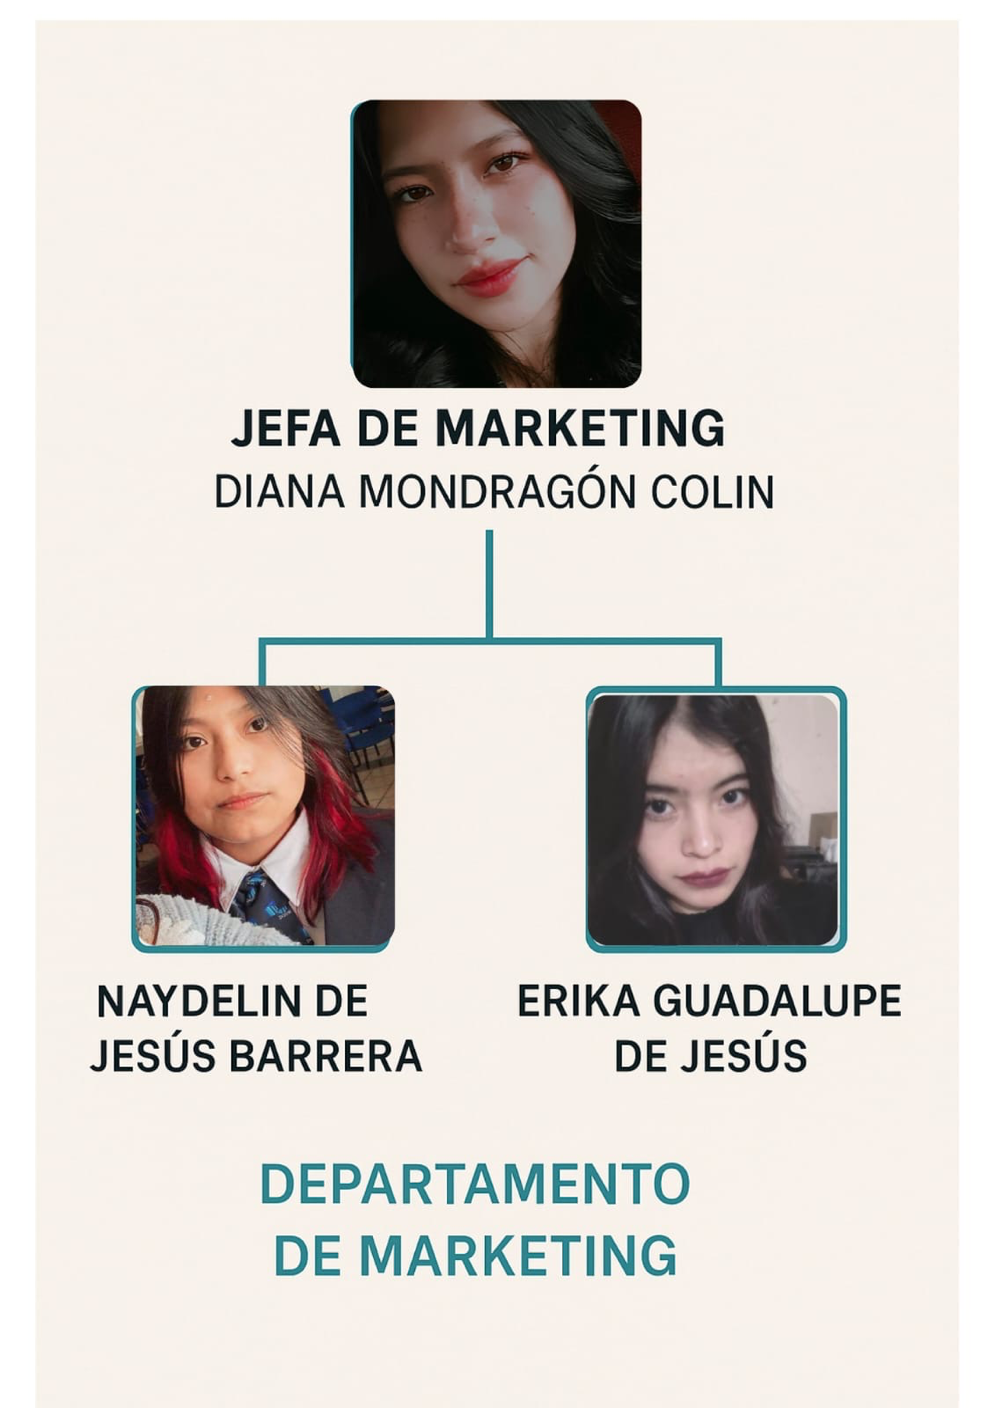 JEFA DE MARKETING
DIANA MONDRAGÓN COLIN
NAYDELIN DE
JESÚS BARRERA
ERIKA GUADALUPE
DE JESÚS
DEPARTAMENTO
DE MARKETING